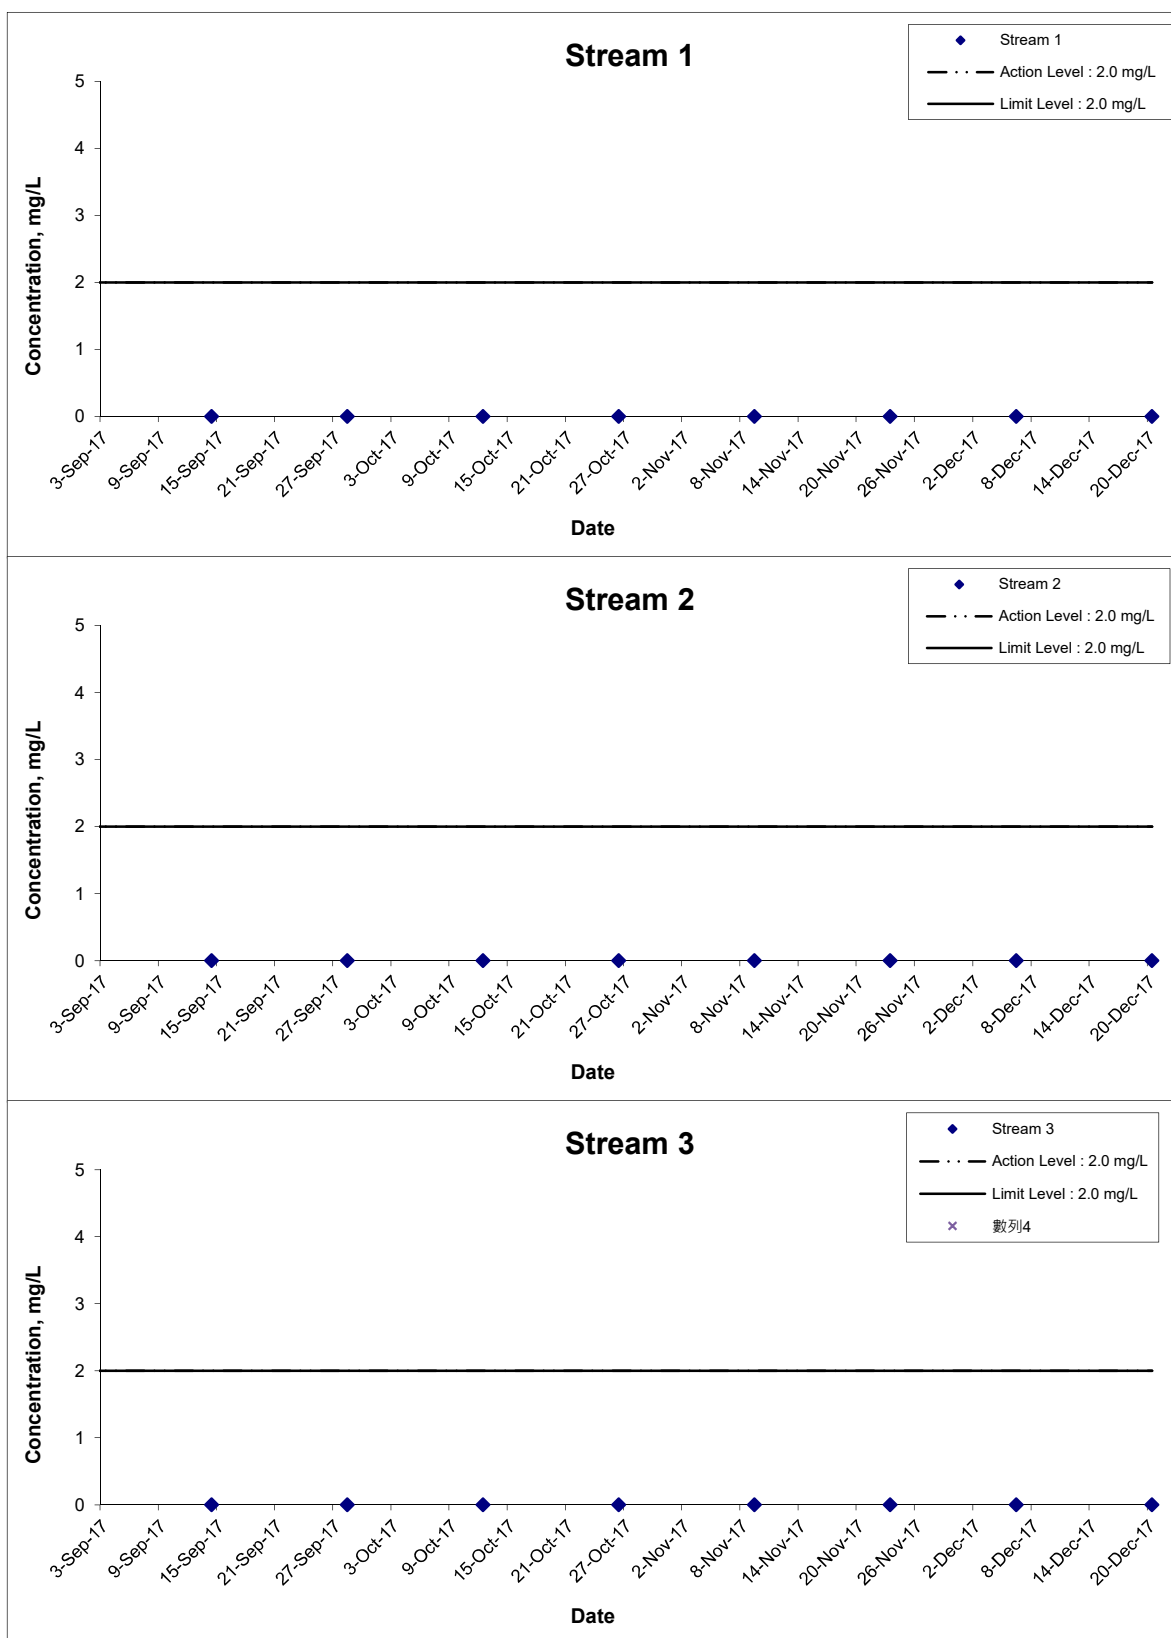 Stream 1
Stream 1
Action Level : 2.0 mg/L
Limit Level : 2.0 mg/L
Concentration, mg/L
5
4
3
2
1
0
3-Sep-17
9-Sep-17
15-Sep-17
21-Sep-17
27-Sep-17
3-Oct-17
9-Oct-17
15-Oct-17
21-Oct-17
27-Oct-17
2-Nov-17
8-Nov-17
14-Nov-17
20-Nov-17
26-Nov-17
2-Dec-17
8-Dec-17
14-Dec-17
20-Dec-17
Date
Stream 2
Stream 2
Action Level : 2.0 mg/L
Limit Level : 2.0 mg/L
Concentration, mg/L
5
4
3
2
1
0
3-Sep-17
9-Sep-17
15-Sep-17
21-Sep-17
27-Sep-17
3-Oct-17
9-Oct-17
15-Oct-17
21-Oct-17
27-Oct-17
2-Nov-17
8-Nov-17
14-Nov-17
20-Nov-17
26-Nov-17
2-Dec-17
8-Dec-17
14-Dec-17
20-Dec-17
Date
Stream 3
Stream 3
Action Level : 2.0 mg/L
Limit Level : 2.0 mg/L
數列4
Concentration, mg/L
5
4
3
2
1
0
3-Sep-17
9-Sep-17
15-Sep-17
21-Sep-17
27-Sep-17
3-Oct-17
9-Oct-17
15-Oct-17
21-Oct-17
27-Oct-17
2-Nov-17
8-Nov-17
14-Nov-17
20-Nov-17
26-Nov-17
2-Dec-17
8-Dec-17
14-Dec-17
20-Dec-17
Date